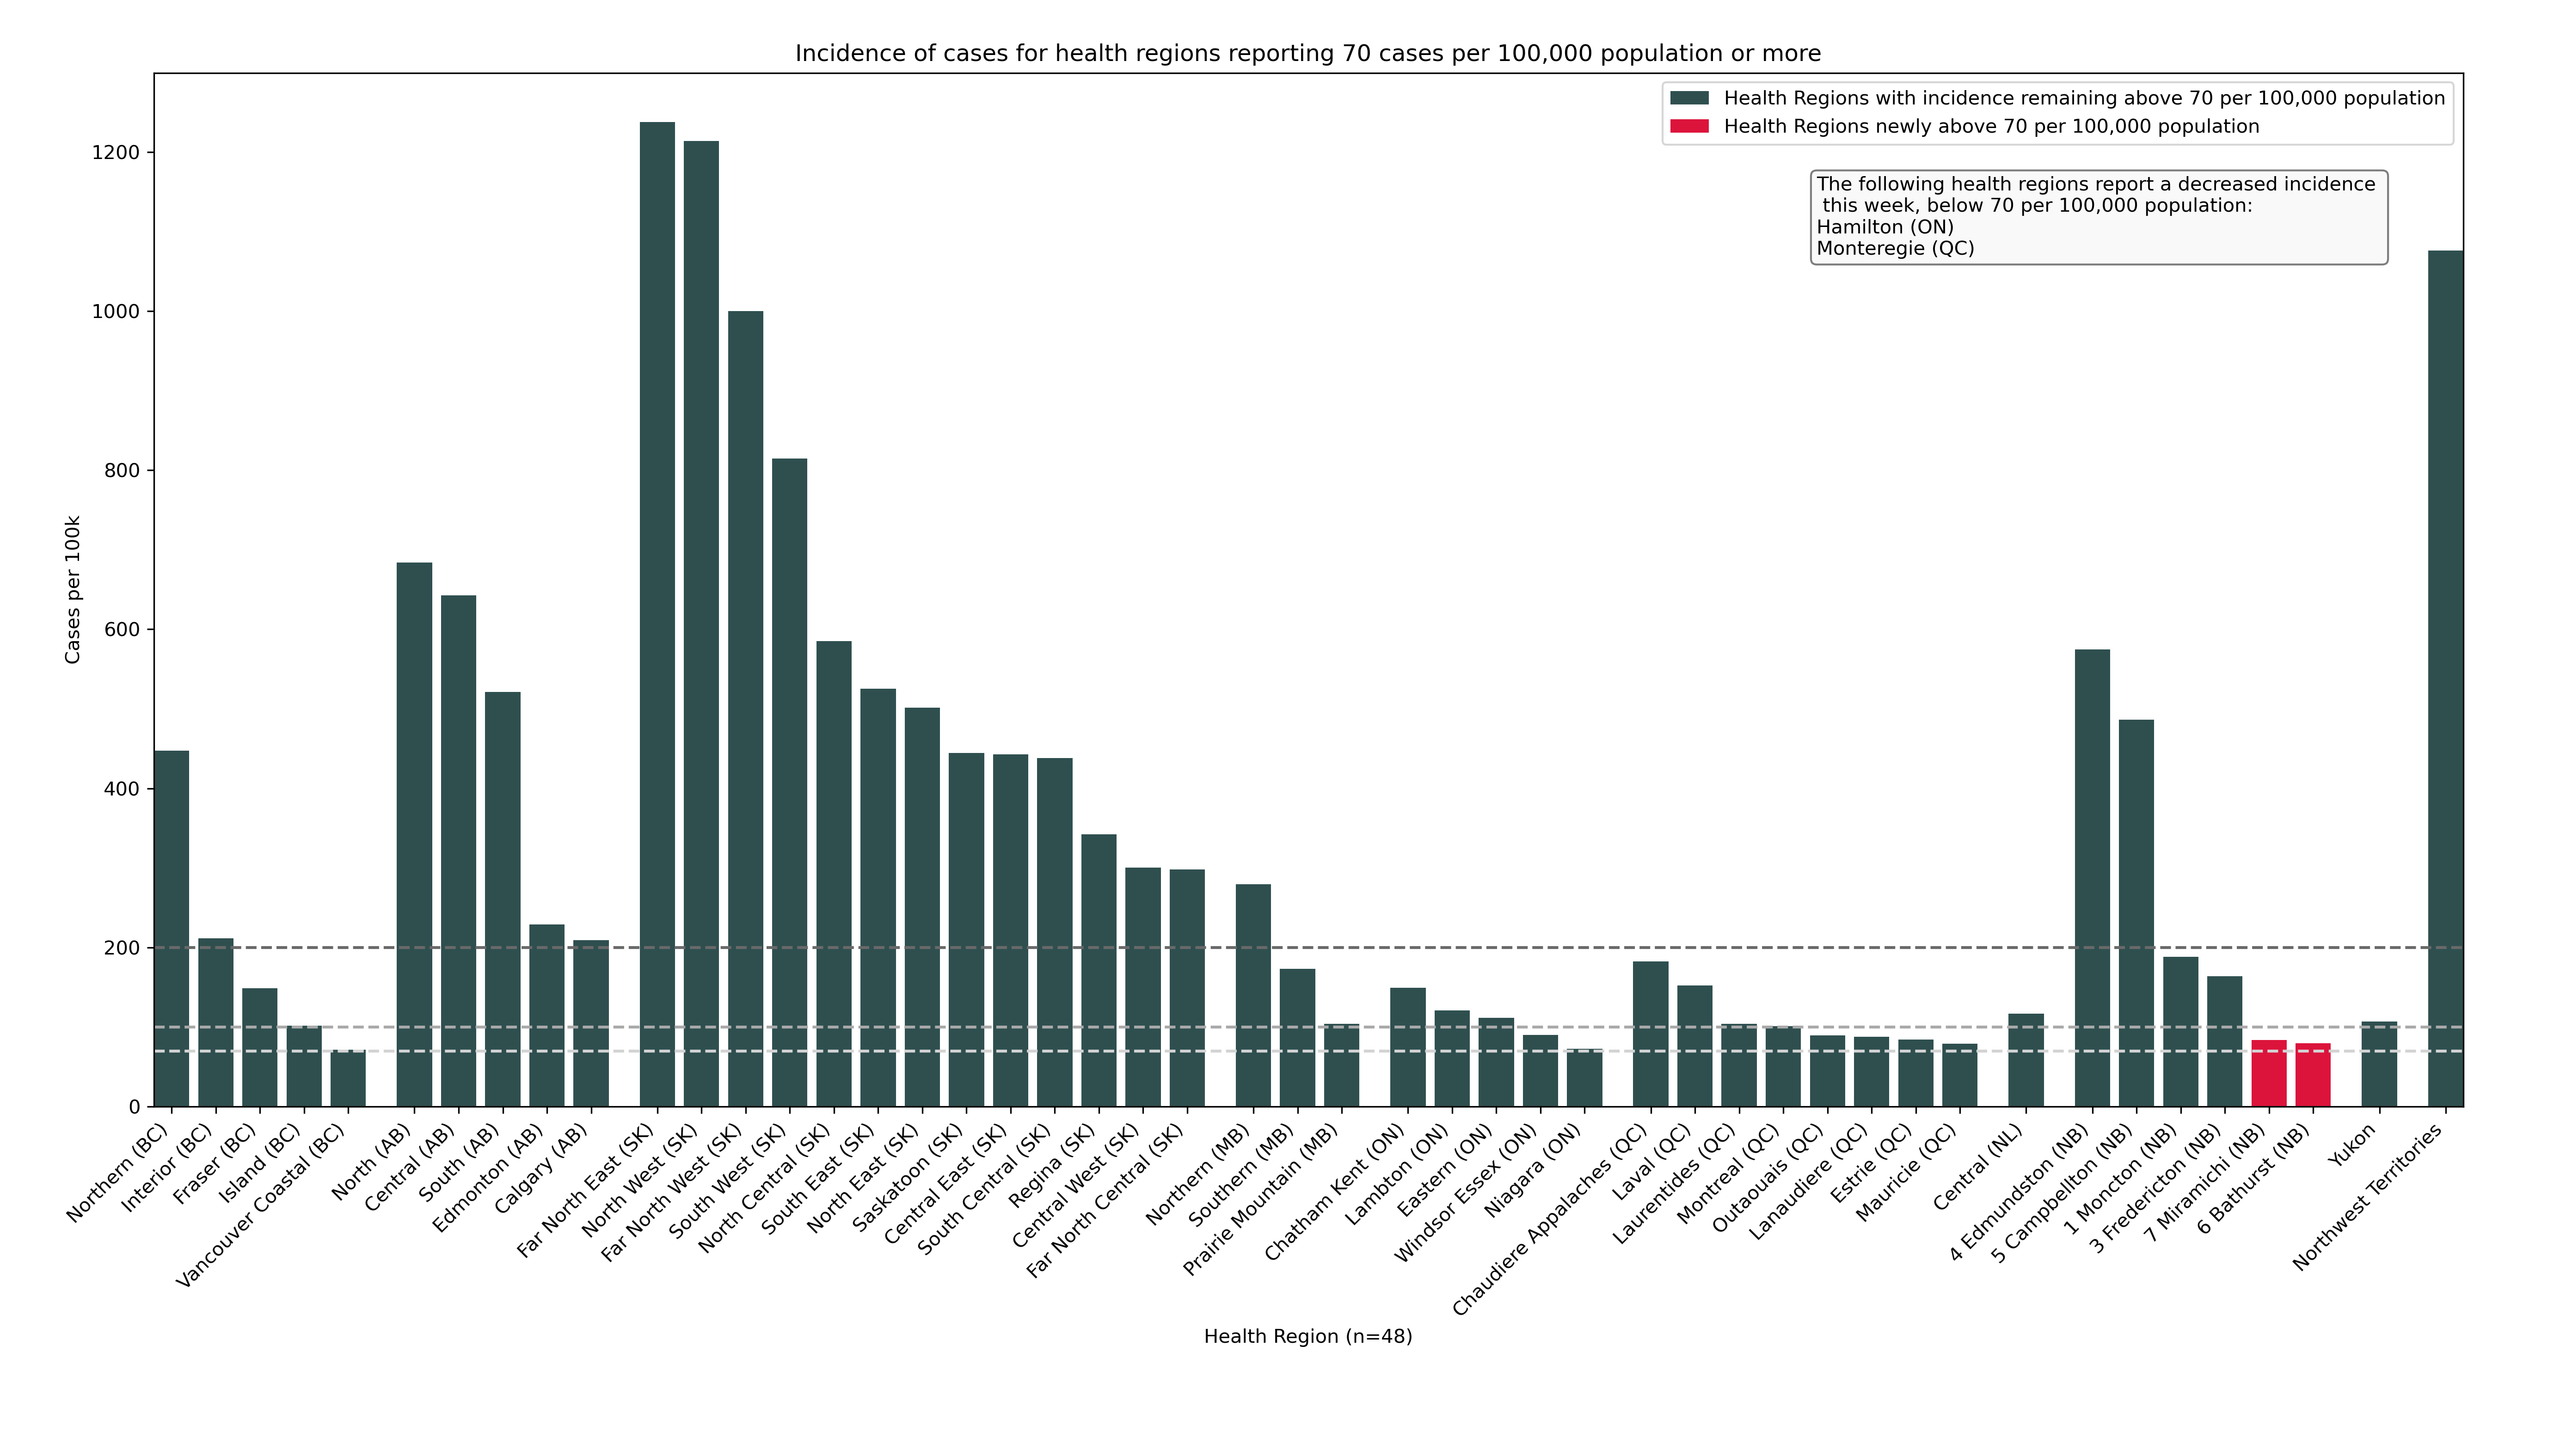 Incidence of cases for health regions reporting 70 cases per 100,000 population or more
Health Regions with incidence remaining above 70 per 100,000 population
Health Regions newly above 70 per 100,000 population
The following health regions report a decreased incidence
this week, below 70 per 100,000 population:
Hamilton (ON)
Monteregie (QC)
Cases per 100k
1200
1000
800
600
400
200
0
Northern (BC)
Interior (BC)
Fraser (BC)
Island (BC)
Vancouver Coastal (BC)
North (AB)
Central (AB)
South (AB)
Edmonton (AB)
Calgary (AB)
Far North East (SK)
North West (SK)
Far North West (SK)
South West (SK)
North Central (SK)
South East (SK)
North East (SK)
Saskatoon (SK)
Central East (SK)
South Central (SK)
Regina (SK)
Central West (SK)
Far North Central (SK)
Northern (MB)
Southern (MB)
Prairie Mountain (MB)
Chatham Kent (ON)
Lambton (ON)
Eastern (ON)
Windsor Essex (ON)
Niagara (ON)
Chaudiere Appalaches (QC)
Laval (QC)
Laurentides (QC)
Montreal (QC)
Outaouais (QC)
Lanaudiere (QC)
Estrie (QC)
Mauricie (QC)
Central (NL)
4 Edmundston (NB)
5 Campbellton (NB)
1 Moncton (NB)
3 Fredericton (NB)
7 Miramichi (NB)
6 Bathurst (NB)
Yukon
Northwest Territories
Health Region (n=48)